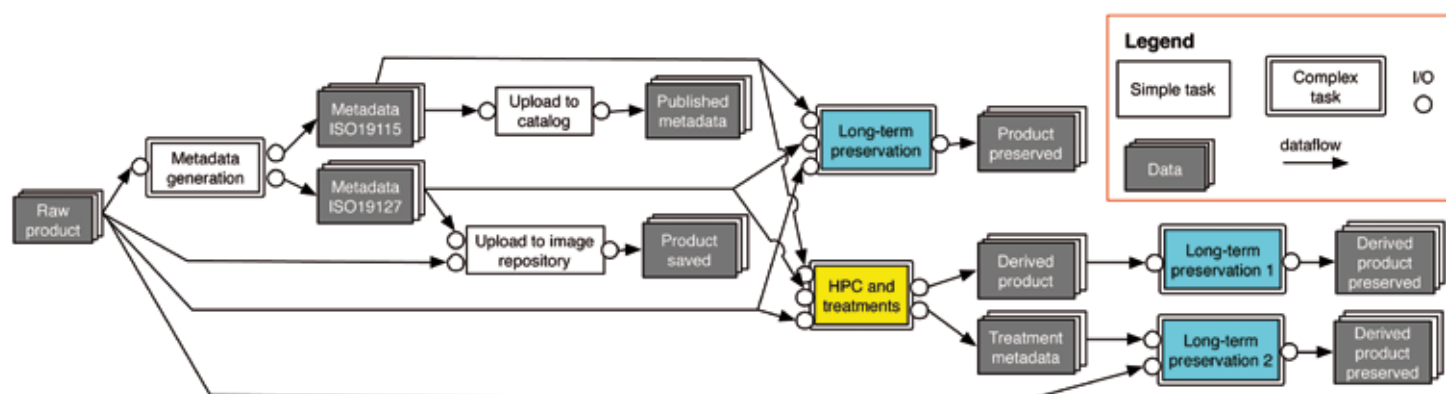 Legend
Simple task
Complex
task
I/O
Data
dataflow
Raw
product
Metadata
generation
Metadata
ISO19115
Metadata
ISO19127
Upload to
catalog
Published
metadata
Upload to image
repository
Product
saved
Long-term
preservation
Product
preserved
HPC and
treatments
Derived
product
Treatment
metadata
Long-term
preservation 1
Derived
product
preserved
Long-term
preservation 2
Derived
product
preserved